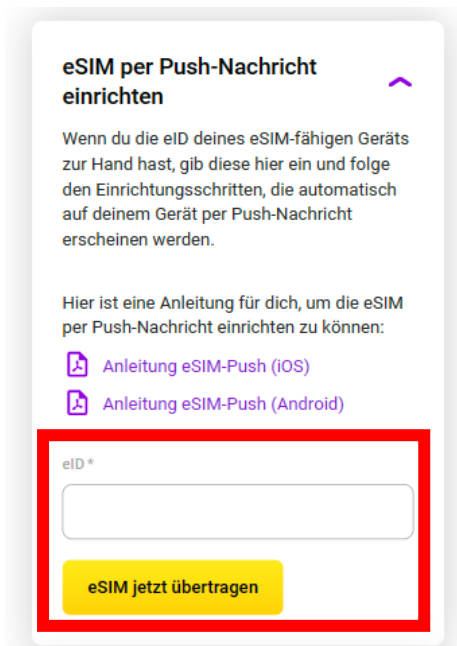 eSIM per Push-Nachricht
einrichten
Wenn du die eID deines eSIM-fähigen Geräts
zur Hand hast, gib diese hier ein und folge
den Einrichtungsschritten, die automatisch
auf deinem Gerät per Push-Nachricht
erscheinen werden.
Hier ist eine Anleitung für dich, um die eSIM
per Push-Nachricht einrichten zu können:
Anleitung eSIM-Push (iOS)
Anleitung eSIM-Push (Android)
eID*
eSIM jetzt übertragen